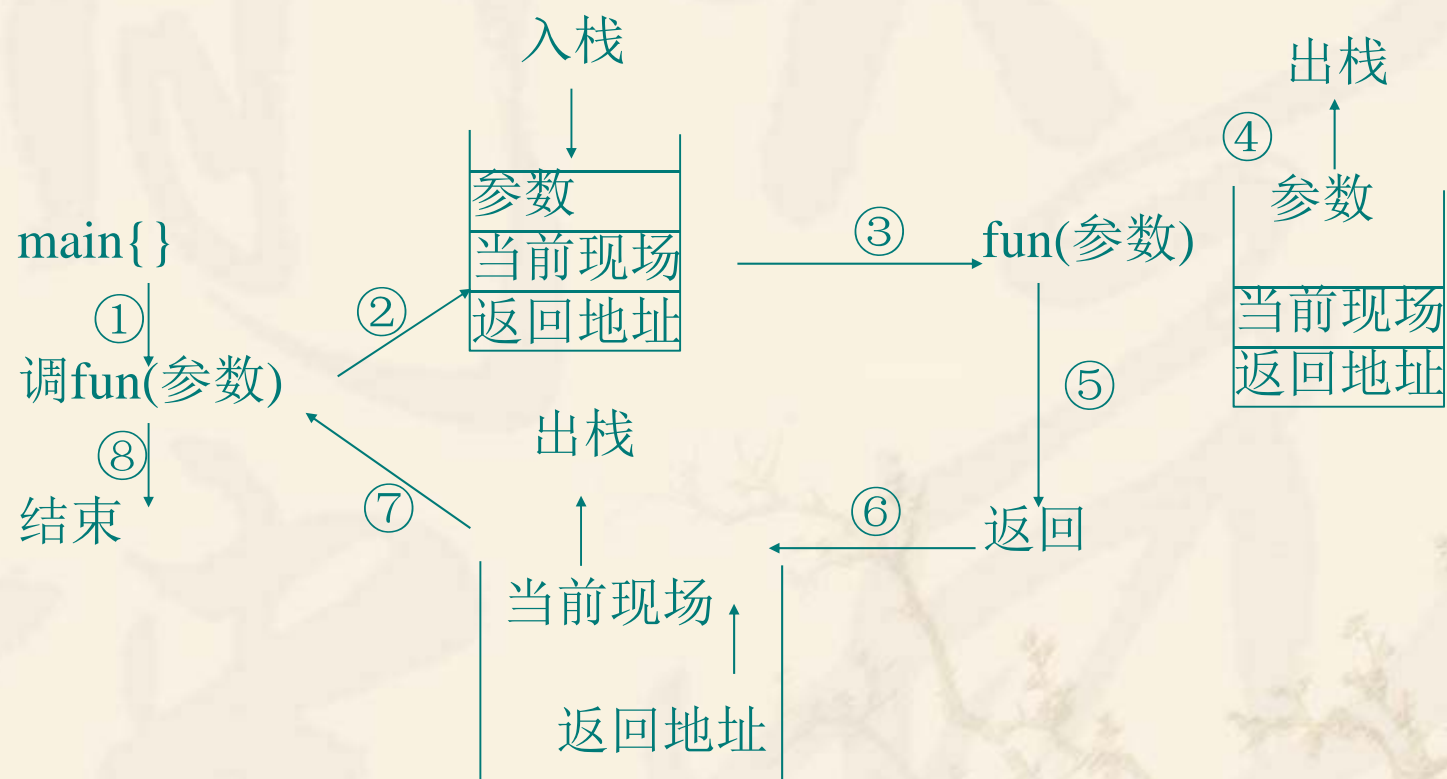 入栈
出栈
④
参数
参数
main{}
③
fun(参数)
当前现场
当前现场
①
②
返回地址
返回地址
调fun(参数)
⑤
出栈
⑧
⑦
⑥
结束
返回
当前现场
返回地址